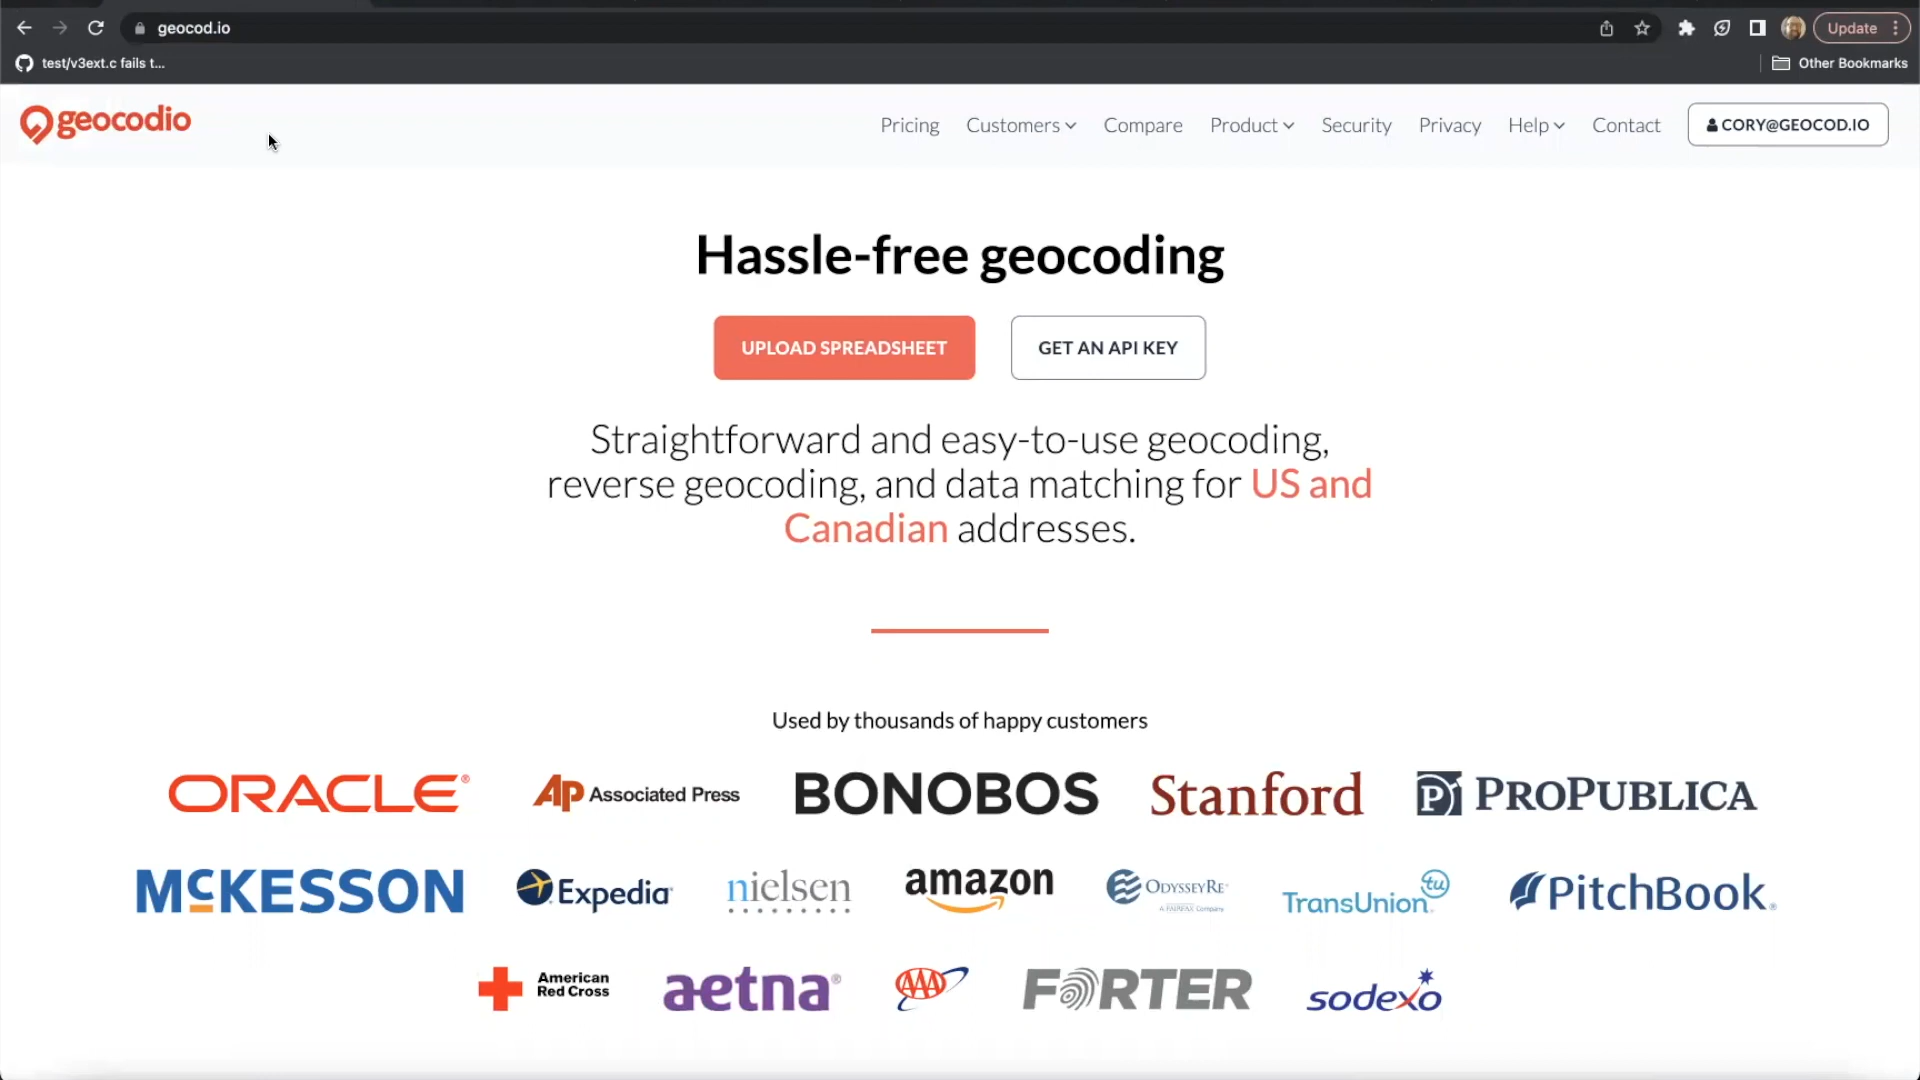 geocod.io
Update
test/v3ext.c fails t...
Other Bookmarks
geocodio
Pricing
Customers
Compare
Product
Security
Privacy
Help
Contact
CORY@GEOCOD.IO
Hassle-free geocoding
UPLOAD SPREADSHEET
GET AN API KEY
Straightforward and easy-to-use geocoding,
reverse geocoding, and data matching for US and
Canadian addresses.
Used by thousands of happy customers
ORACLE®
AP Associated Press
BONOBOS
Stanford
P PROPUBLICA
MCKESSON
Expedia
nielsen
amazon
ODYSSEYRE
A FAIRFAX Company
TransUnion tu
PitchBook®
American
Red Cross
aetna®
AAA
FORTER
sodexo